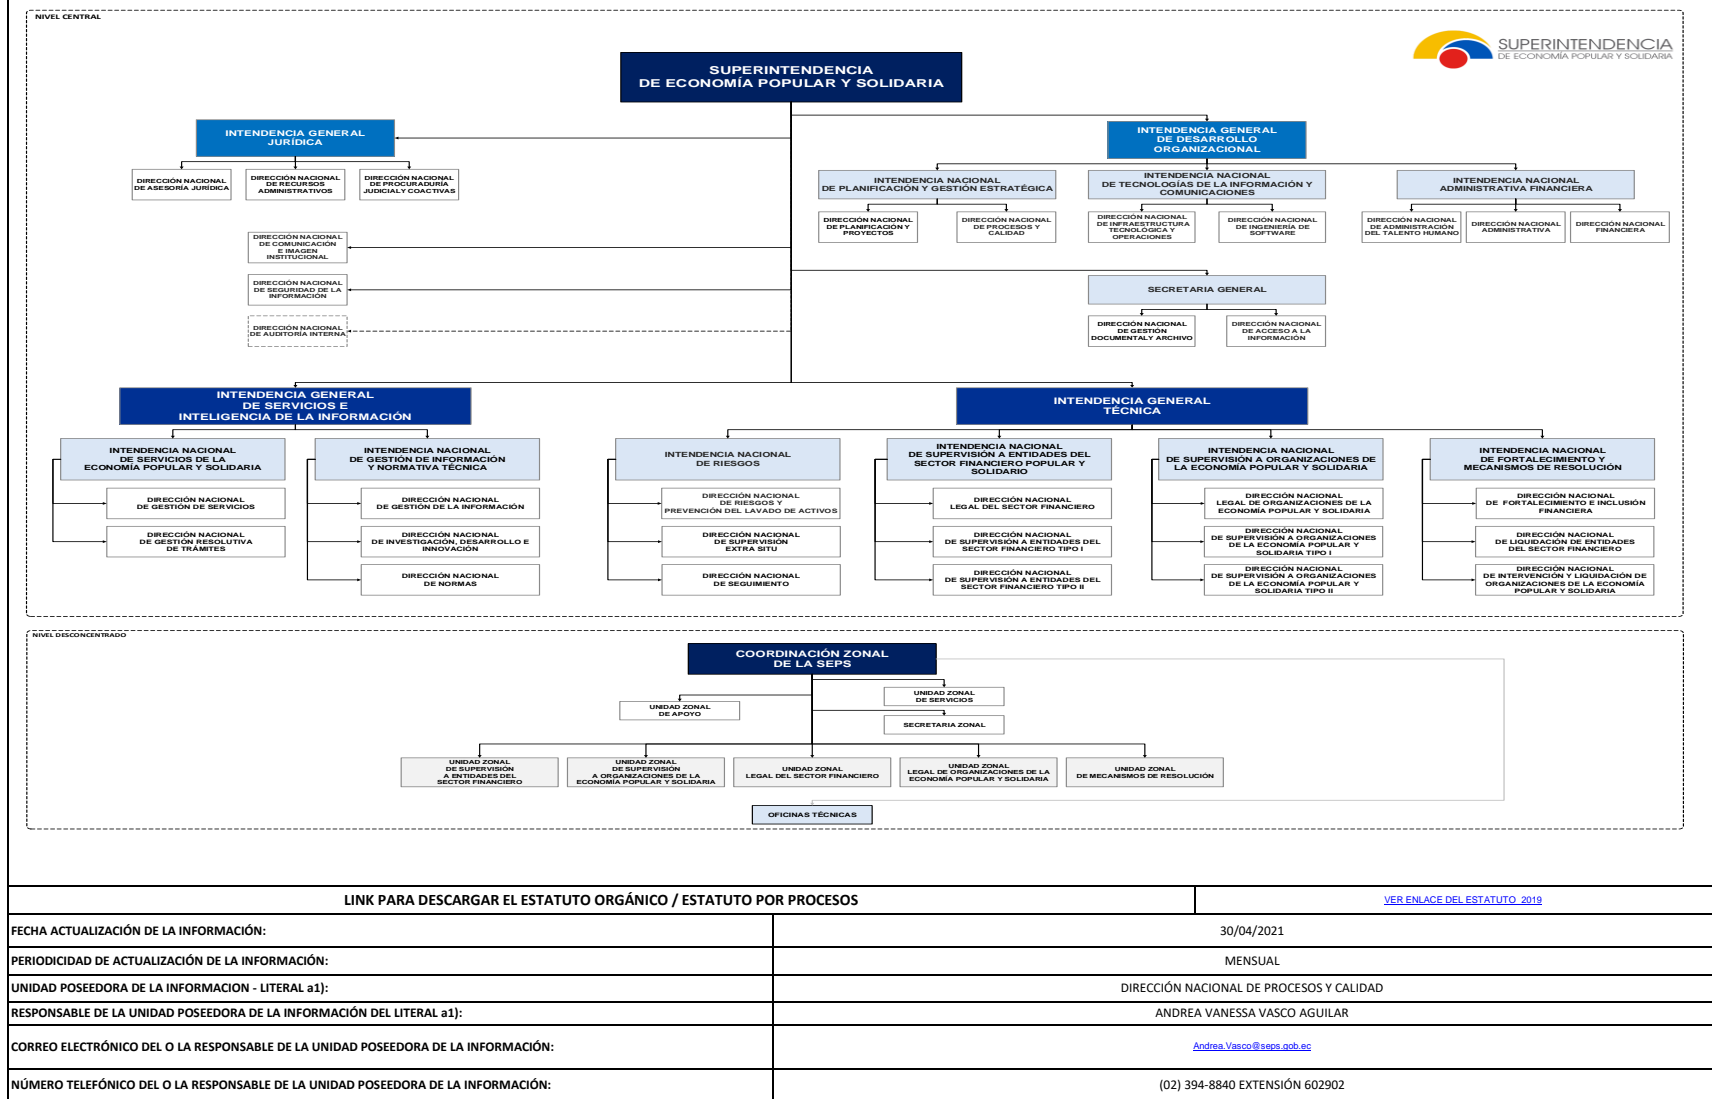 NIVEL CENTRAL
SUPERINTENDENCIA
DE ECONOMÍA POPULAR Y SOLIDARIA
SUPERINTENDENCIA
DE ECONOMÍA POPULAR Y SOLIDARIA
INTENDENCIA GENERAL
JURÍDICA
INTENDENCIA GENERAL
DE DESARROLLO
ORGANIZACIONAL
DIRECCIÓN NACIONAL
DE ASESORÍA JURÍDICA
DIRECCIÓN NACIONAL
DE RECURSOS
ADMINISTRATIVOS
DIRECCIÓN NACIONAL
DE PROCURADURÍA
JUDICIAL Y COACTIVAS
INTENDENCIA NACIONAL
DE PLANIFICACIÓN Y GESTIÓN ESTRATÉGICA
INTENDENCIA NACIONAL
DE TECNOLOGÍAS DE LA INFORMACIÓN Y
COMUNICACIONES
INTENDENCIA NACIONAL
ADMINISTRATIVA FINANCIERA
DIRECCIÓN NACIONAL
DE PLANIFICACIÓN Y
PROYECTOS
DIRECCIÓN NACIONAL
DE PROCESOS Y
CALIDAD
DIRECCIÓN NACIONAL
DE INFRAESTRUCTURA
TECNOLÓGICA Y
OPERACIONES
DIRECCIÓN NACIONAL
DE INGENIERÍA DE
SOFTWARE
DIRECCIÓN NACIONAL
DE ADMINISTRACIÓN
DEL TALENTO HUMANO
DIRECCIÓN NACIONAL
ADMINISTRATIVA
DIRECCIÓN NACIONAL
FINANCIERA
DIRECCIÓN NACIONAL
DE COMUNICACIÓN
E IMAGEN
INSTITUCIONAL
DIRECCIÓN NACIONAL
DE SEGURIDAD DE LA
INFORMACIÓN
DIRECCIÓN NACIONAL
DE AUDITORÍA INTERNA
SECRETARIA GENERAL
DIRECCIÓN NACIONAL
DE GESTIÓN
DOCUMENTAL Y ARCHIVO
DIRECCIÓN NACIONAL
DE ACCESO A LA
INFORMACIÓN
INTENDENCIA GENERAL
DE SERVICIOS E
INTELIGENCIA DE LA INFORMACIÓN
INTENDENCIA GENERAL
TÉCNICA
INTENDENCIA NACIONAL
DE SERVICIOS DE LA
ECONOMÍA POPULAR Y SOLIDARIA
INTENDENCIA NACIONAL
DE GESTIÓN DE INFORMACIÓN
Y NORMATIVA TÉCNICA
INTENDENCIA NACIONAL
DE RIESGOS
INTENDENCIA NACIONAL
DE SUPERVISIÓN A ENTIDADES DEL
SECTOR FINANCIERO POPULAR Y
SOLIDARIO
INTENDENCIA NACIONAL
DE SUPERVISIÓN A ORGANIZACIONES DE
LA ECONOMÍA POPULAR Y SOLIDARIA
INTENDENCIA NACIONAL
DE FORTALECIMIENTO Y
MECANISMOS DE RESOLUCIÓN
DIRECCIÓN NACIONAL
DE GESTIÓN DE SERVICIOS
DIRECCIÓN NACIONAL
DE GESTIÓN DE LA INFORMACIÓN
DIRECCIÓN NACIONAL
DE RIESGOS Y
PREVENCIÓN DEL LAVADO DE ACTIVOS
DIRECCIÓN NACIONAL
LEGAL DEL SECTOR FINANCIERO
DIRECCIÓN NACIONAL
LEGAL DE ORGANIZACIONES DE LA
ECONOMÍA POPULAR Y SOLIDARIA
DIRECCIÓN NACIONAL
DE FORTALECIMIENTO E INCLUSIÓN
FINANCIERA
DIRECCIÓN NACIONAL
DE GESTIÓN RESOLUTIVA
DE TRÁMITES
DIRECCIÓN NACIONAL
DE INVESTIGACIÓN, DESARROLLO E
INNOVACIÓN
DIRECCIÓN NACIONAL
DE SUPERVISIÓN
EXTRA SITU
DIRECCIÓN NACIONAL
DE SUPERVISIÓN A ENTIDADES DEL
SECTOR FINANCIERO TIPO I
DIRECCIÓN NACIONAL
DE SUPERVISIÓN A ORGANIZACIONES
DE LA ECONOMÍA POPULAR Y
SOLIDARIA TIPO I
DIRECCIÓN NACIONAL
DE LIQUIDACIÓN DE ENTIDADES
DEL SECTOR FINANCIERO
DIRECCIÓN NACIONAL
DE NORMAS
DIRECCIÓN NACIONAL
DE SEGUIMIENTO
DIRECCIÓN NACIONAL
DE SUPERVISIÓN A ENTIDADES DEL
SECTOR FINANCIERO TIPO II
DIRECCIÓN NACIONAL
DE SUPERVISIÓN A ORGANIZACIONES
DE LA ECONOMÍA POPULAR Y
SOLIDARIA TIPO II
DIRECCIÓN NACIONAL
DE INTERVENCIÓN Y LIQUIDACIÓN DE
ORGANIZACIONES DE LA ECONOMÍA
POPULAR Y SOLIDARIA
NIVEL DESCONCENTRADO
COORDINACIÓN ZONAL
DE LA SEPS
UNIDAD ZONAL
DE SERVICIOS
UNIDAD ZONAL
DE APOYO
SECRETARIA ZONAL
UNIDAD ZONAL
DE SUPERVISIÓN
A ENTIDADES DEL
SECTOR FINANCIERO
UNIDAD ZONAL
DE SUPERVISIÓN
A ORGANIZACIONES DE LA
ECONOMÍA POPULAR Y SOLIDARIA
UNIDAD ZONAL
LEGAL DEL SECTOR FINANCIERO
UNIDAD ZONAL
LEGAL DE ORGANIZACIONES DE LA
ECONOMÍA POPULAR Y SOLIDARIA
UNIDAD ZONAL
DE MECANISMOS DE RESOLUCIÓN
OFICINAS TÉCNICAS
LINK PARA DESCARGAR EL ESTATUTO ORGÁNICO / ESTATUTO POR PROCESOS
VER ENLACE DEL ESTATUTO 2019
FECHA ACTUALIZACIÓN DE LA INFORMACIÓN:
30/04/2021
PERIODICIDAD DE ACTUALIZACIÓN DE LA INFORMACIÓN:
MENSUAL
UNIDAD POSEEDORA DE LA INFORMACION - LITERAL a1):
DIRECCIÓN NACIONAL DE PROCESOS Y CALIDAD
RESPONSABLE DE LA UNIDAD POSEEDORA DE LA INFORMACIÓN DEL LITERAL a1):
ANDREA VANESSA VASCO AGUILAR
CORREO ELECTRÓNICO DEL O LA RESPONSABLE DE LA UNIDAD POSEEDORA DE LA INFORMACIÓN:
Andrea.Vasco@seps.gob.ec
NÚMERO TELEFÓNICO DEL O LA RESPONSABLE DE LA UNIDAD POSEEDORA DE LA INFORMACIÓN:
(02) 394-8840 EXTENSIÓN 602902